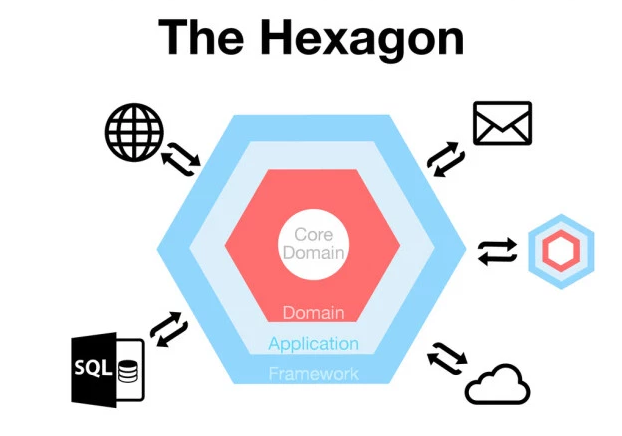 The Hexagon
Core
Domain
Domain
Application
Framework
SQL